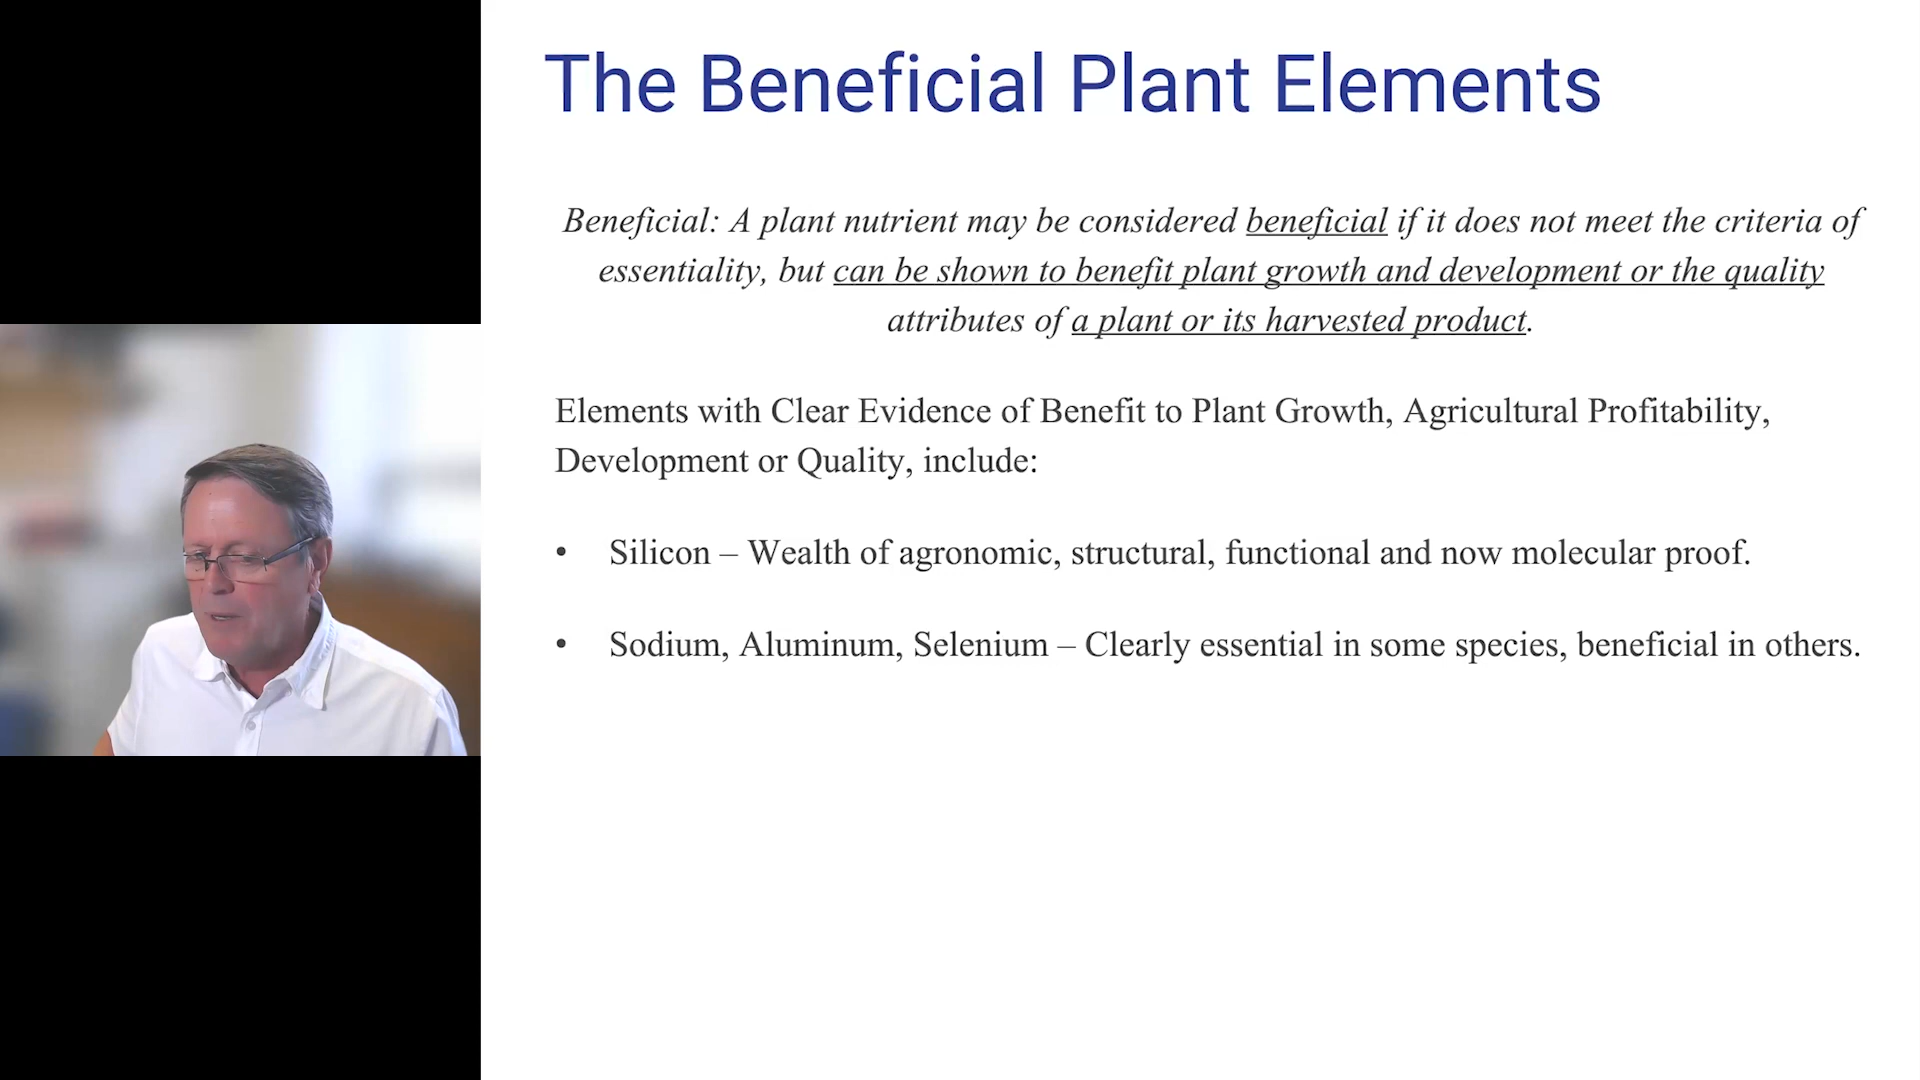 The Beneficial Plant Elements
Beneficial: A plant nutrient may be considered beneficial if it does not meet the criteria of
essentiality, but can be shown to benefit plant growth and development or the quality
attributes of a plant or its harvested product.
Elements with Clear Evidence of Benefit to Plant Growth, Agricultural Profitability,
Development or Quality, include:
• Silicon – Wealth of agronomic, structural, functional and now molecular proof.
• Sodium, Aluminum, Selenium – Clearly essential in some species, beneficial in others.